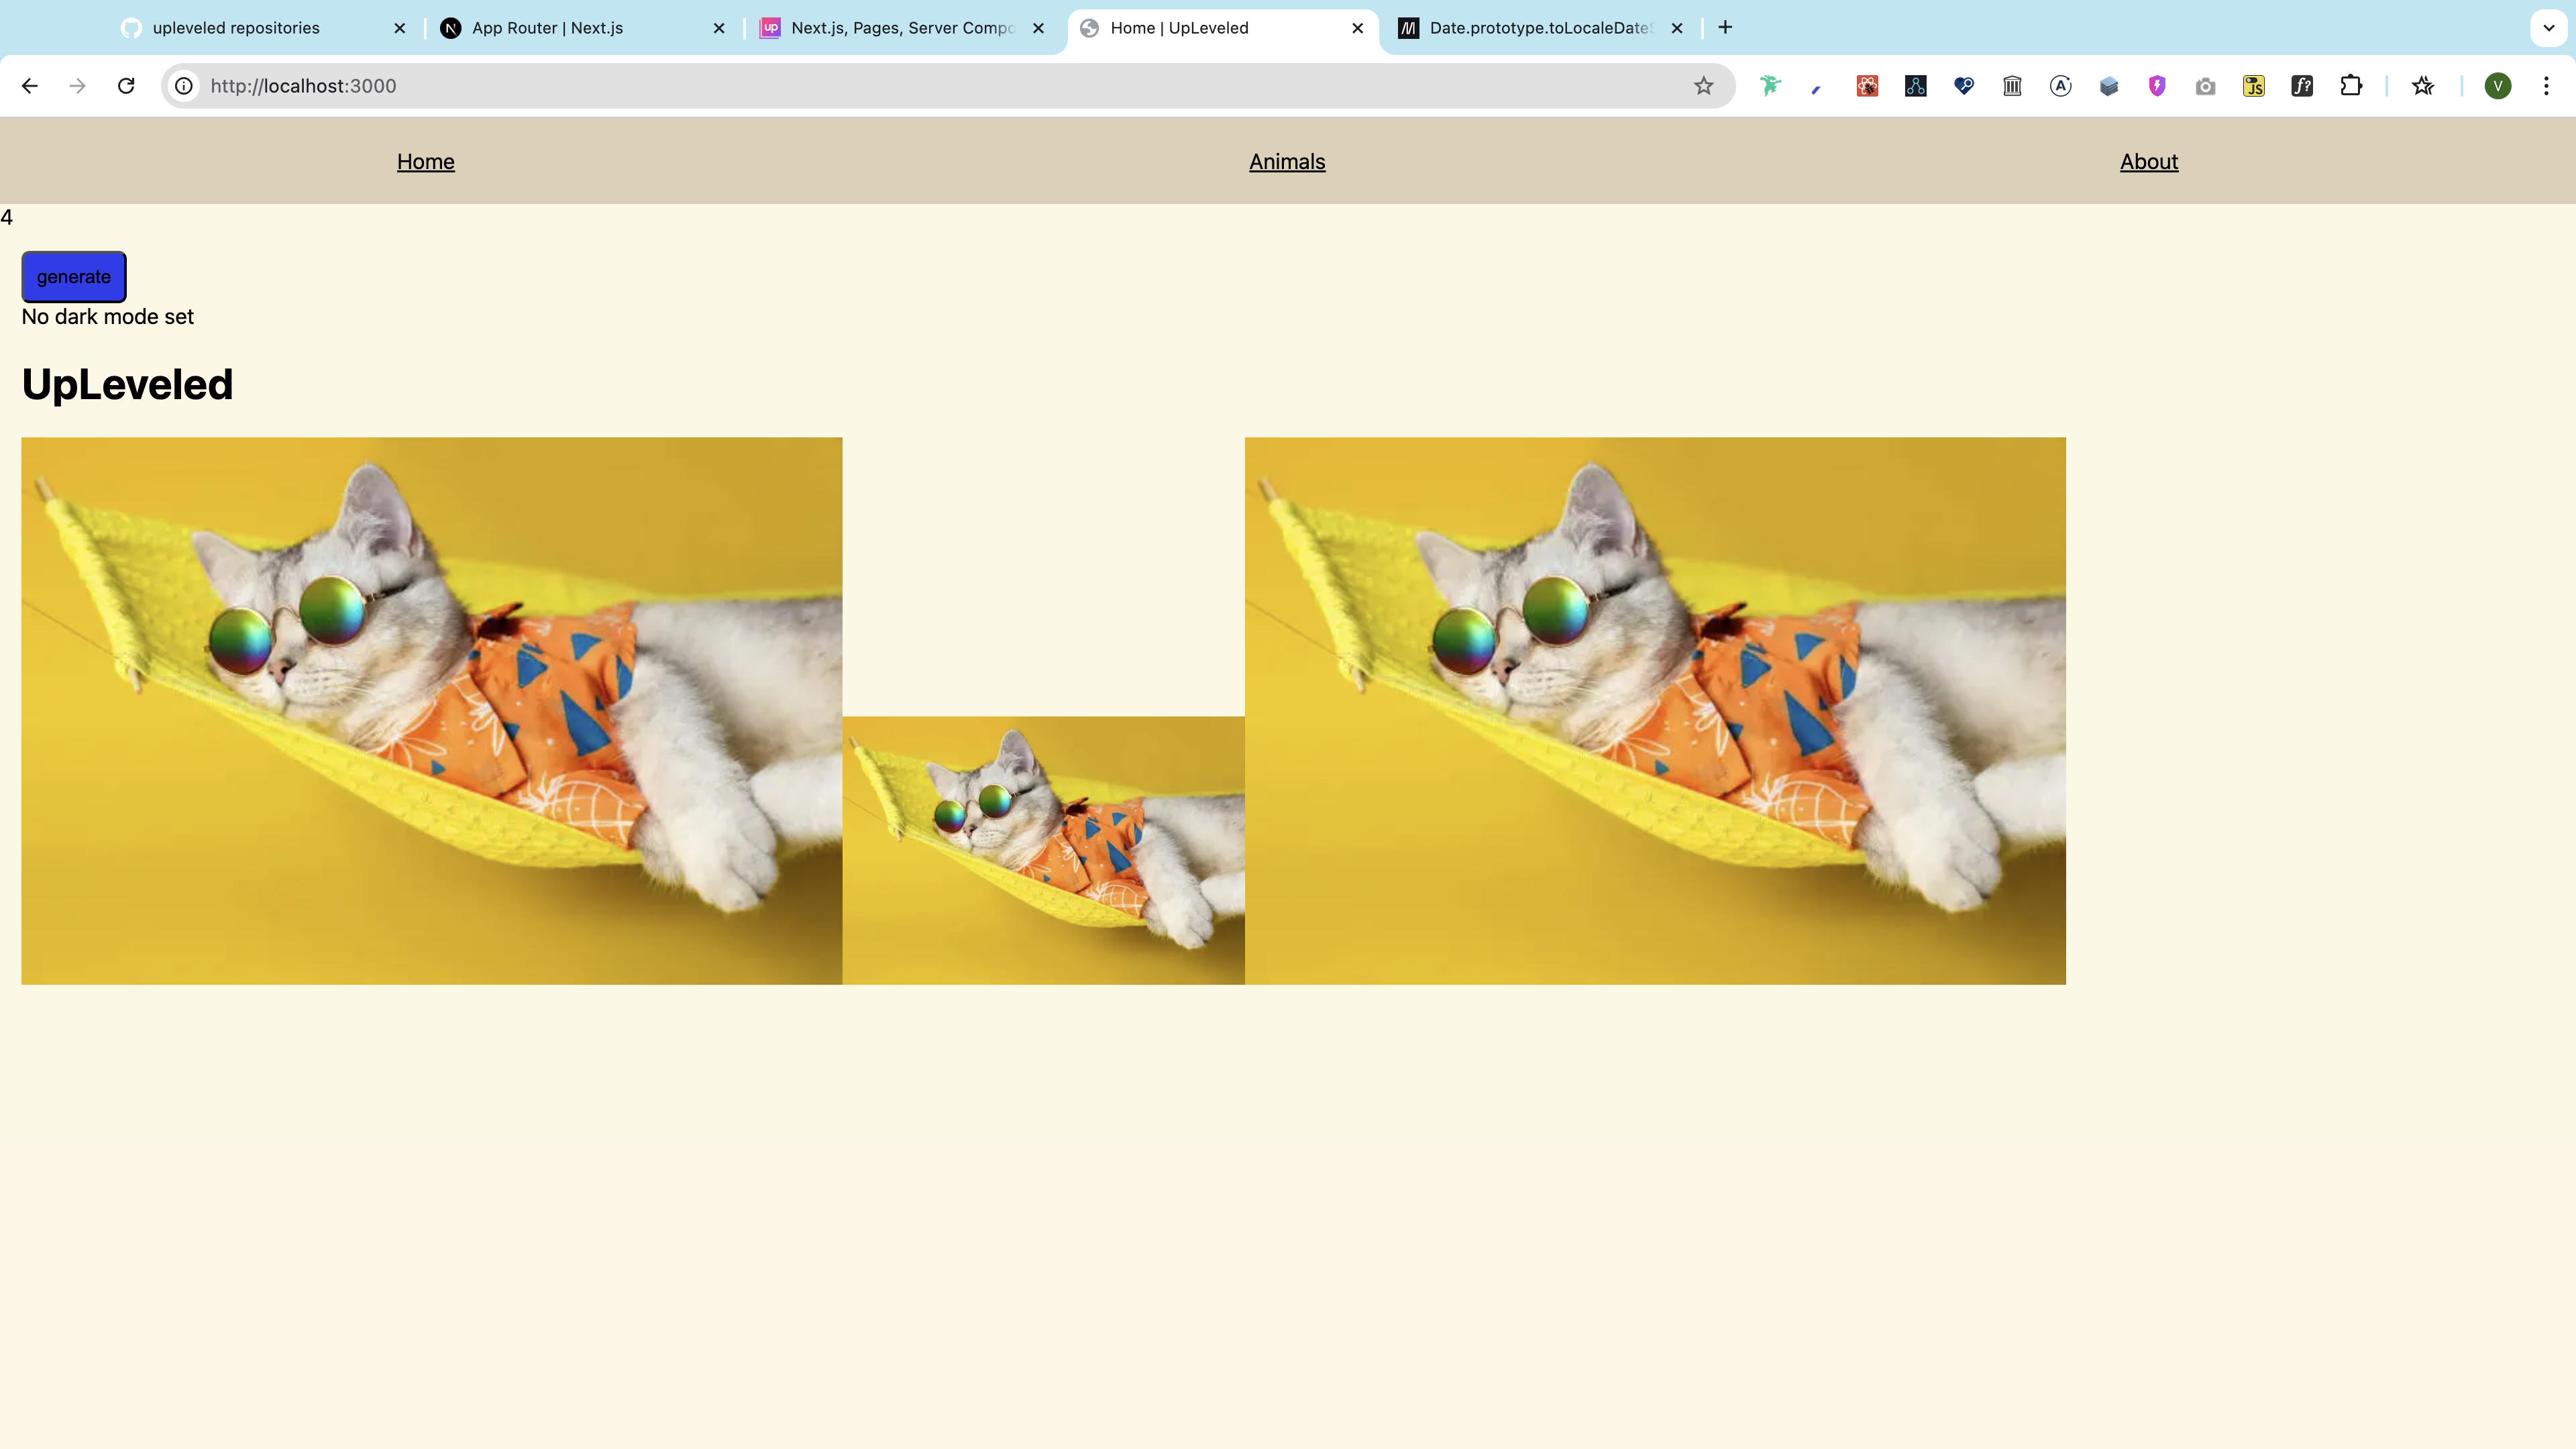 upleveled repositories
App Router | Next.js
Next.js, Pages, Server Compo
Home | UpLeveled
Date.prototype.toLocaleDateS
http://localhost:3000
Home
Animals
About
4
generate
No dark mode set
UpLeveled